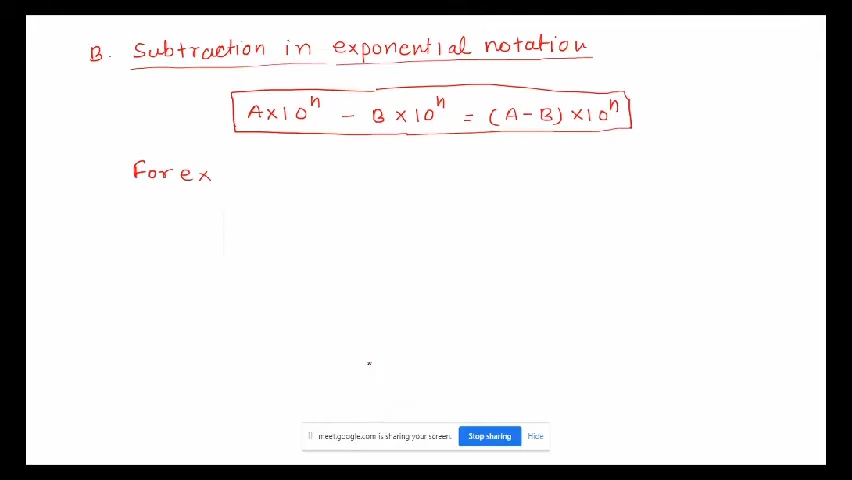 B. Subtraction in exponential notation
A×10ⁿ - B×10ⁿ = (A-B)×10ⁿ
For ex
meet.google.com is sharing your screen. Stop sharing Hide